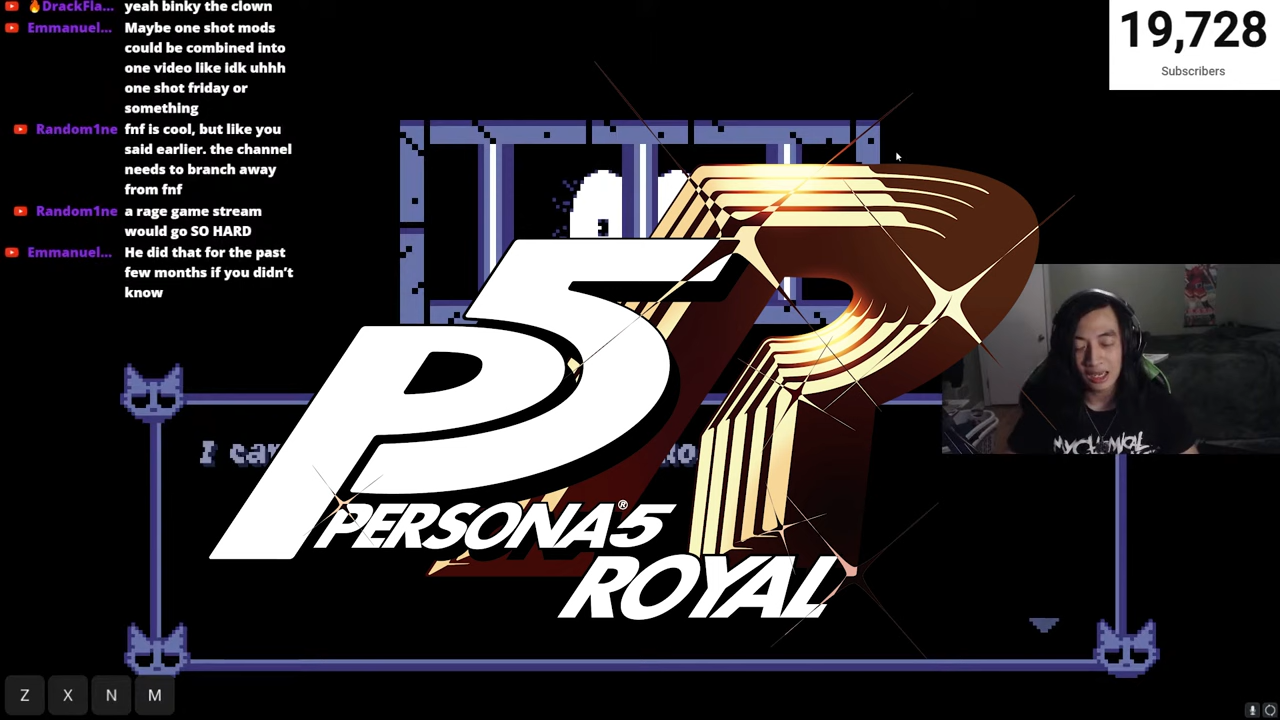 🔥DrackFla... yeah binky the clown
Emmanuel... Maybe one shot mods
could be combined into
one video like idk uhhh
one shot friday or
something
Random1ne fnf is cool, but like you
said earlier. the channel
needs to branch away
from fnf
Random1ne a rage game stream
would go SO HARD
Emmanuel... He did that for the past
few months if you didn't
know
19,728
Subscribers
P5R
I
PERSONA®5
ROYAL
Z X N M